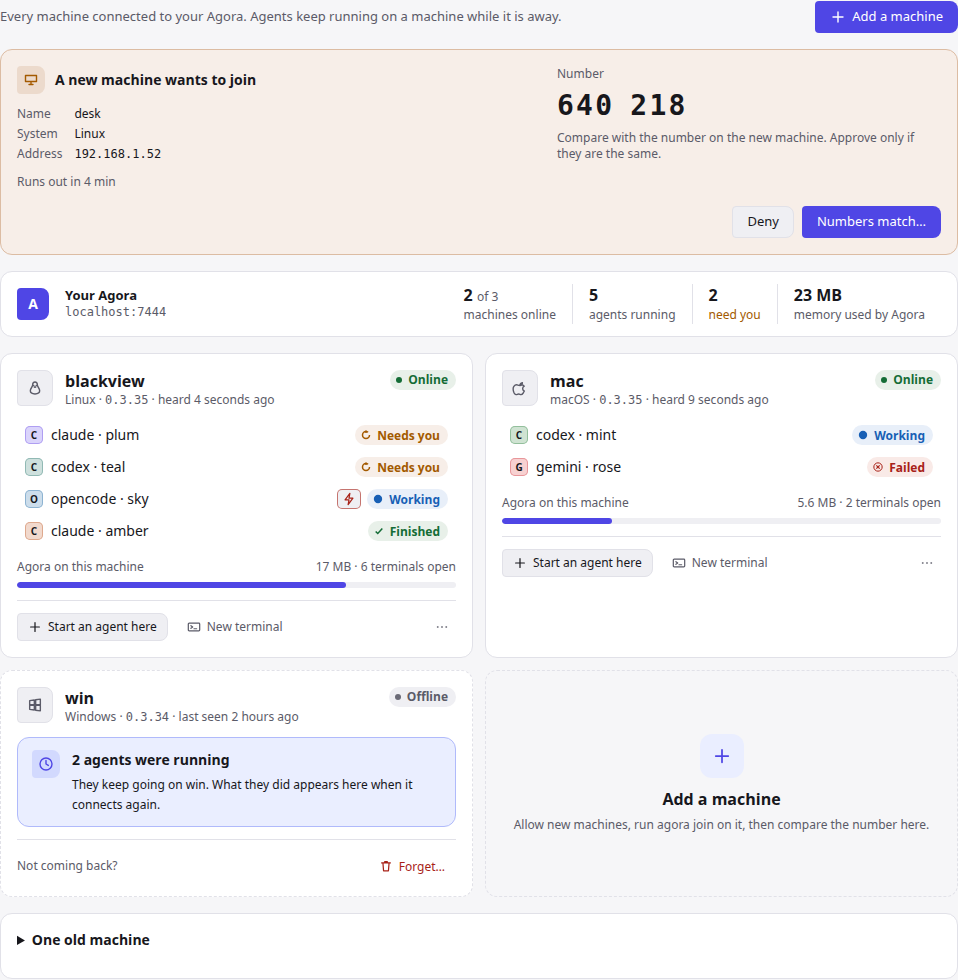 Every machine connected to your Agora. Agents keep running on a machine while it is away.
Add a machine
A new machine wants to join
Name desk
System Linux
Address 192.168.1.52
Runs out in 4 min
Number
640 218
Compare with the number on the new machine. Approve only if
they are the same.
Deny
Numbers match…
A
Your Agora
localhost:7444
2 of 3
machines online
5
agents running
2
need you
23 MB
memory used by Agora
blackview
Linux · 0.3.35 · heard 4 seconds ago
Online
C claude · plum Needs you
C codex · teal Needs you
O opencode · sky Working
C claude · amber Finished
Agora on this machine 17 MB · 6 terminals open
Start an agent here New terminal ···
mac
macOS · 0.3.35 · heard 9 seconds ago
Online
C codex · mint Working
G gemini · rose Failed
Agora on this machine 5.6 MB · 2 terminals open
Start an agent here New terminal ···
win
Windows · 0.3.34 · last seen 2 hours ago
Offline
2 agents were running
They keep going on win. What they did appears here when it
connects again.
Not coming back? Forget…
Add a machine
Allow new machines, run agora join on it, then compare the number here.
One old machine